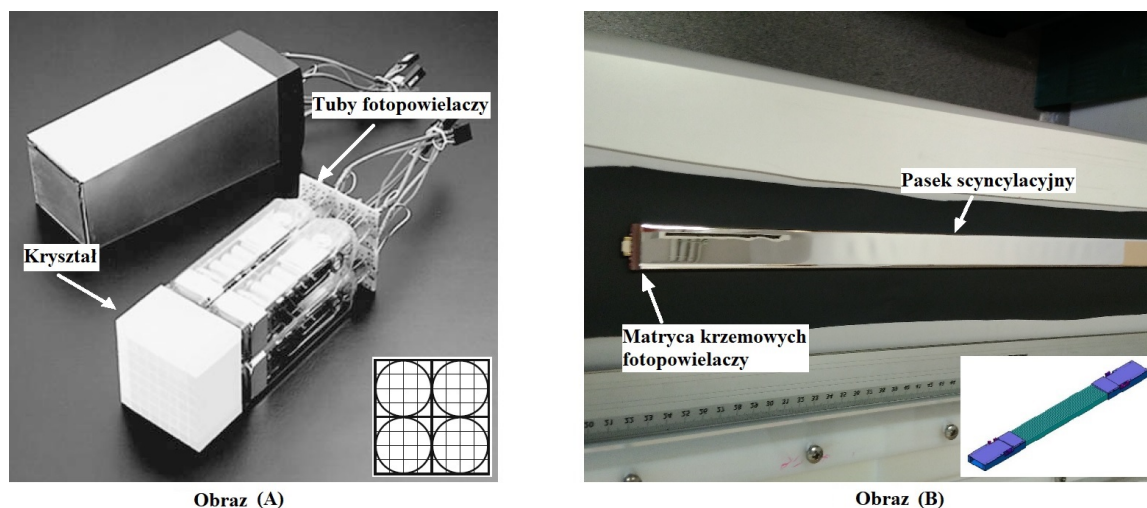 Tuby fotopowielaczy
Kryształ
Obraz (A)
Pasek scyncylacyjny
Matryca krzemowych
fotopowielaczy
Obraz (B)